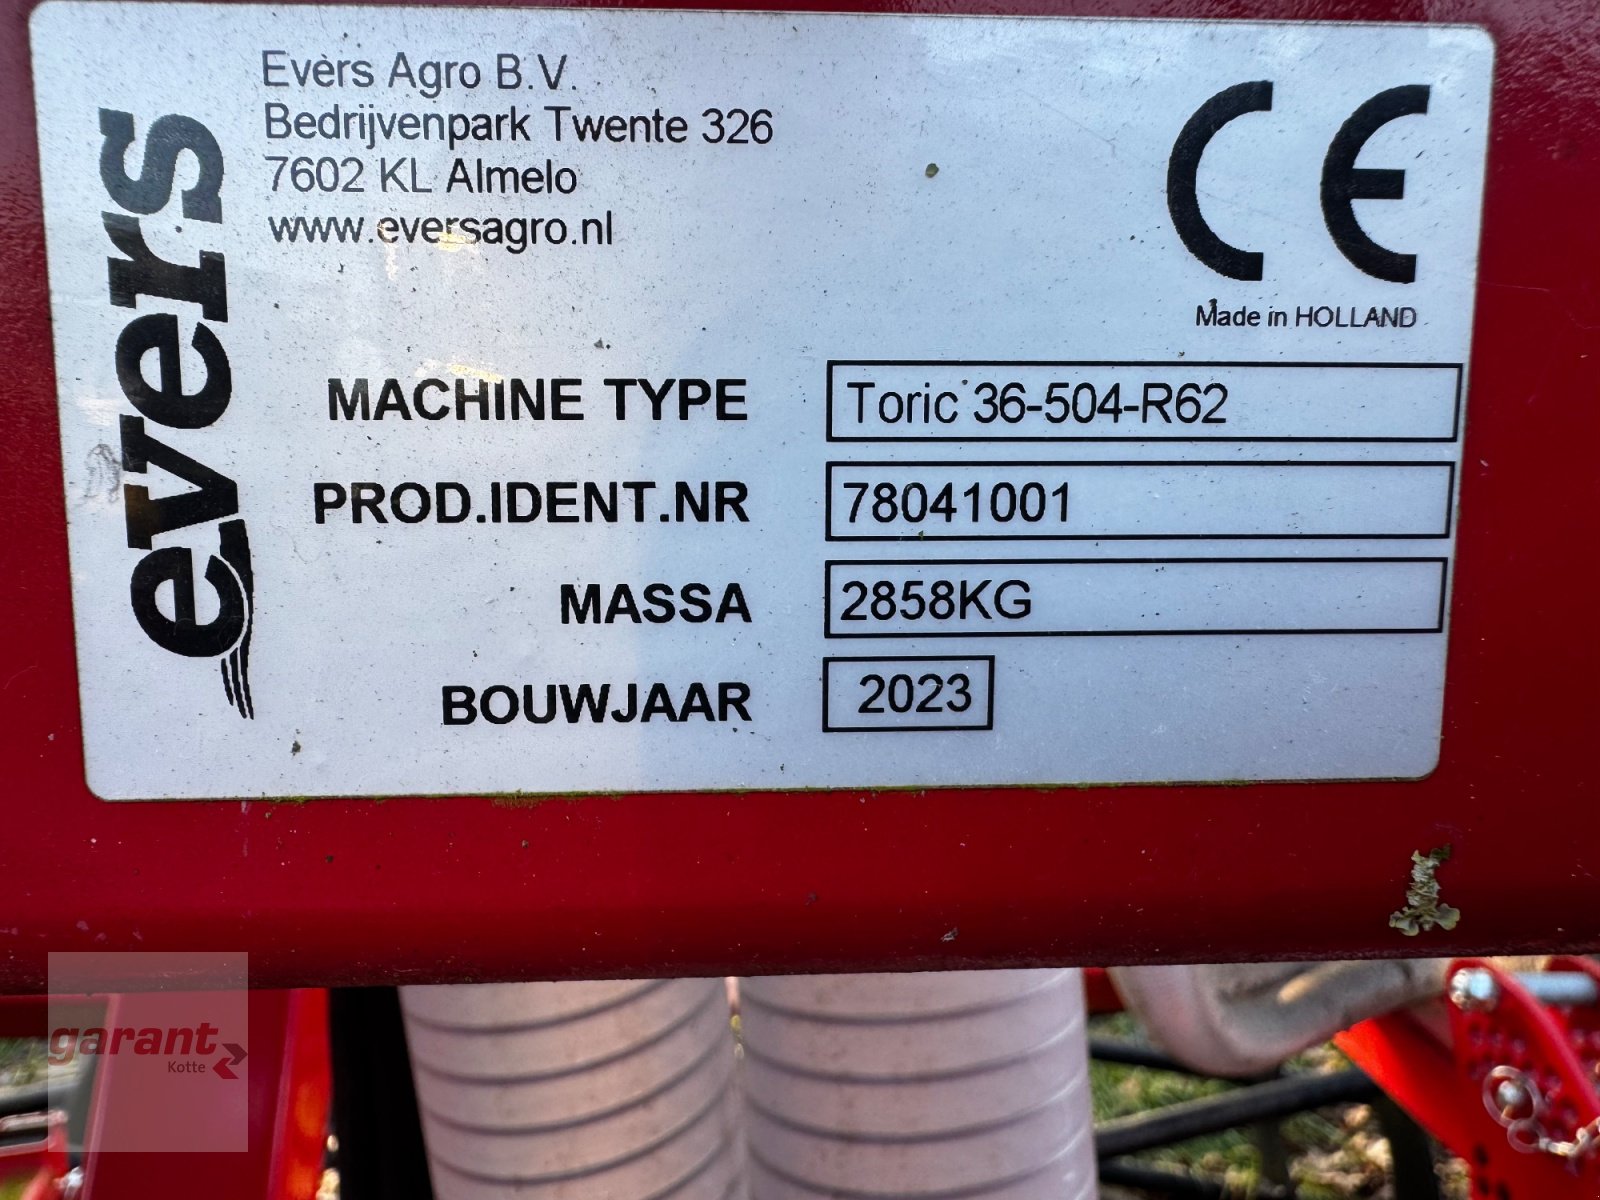 evers
Evers Agro B.V.
Bedrijvenpark Twente 326
7602 KL Almelo
www.eversagro.nl
CE
Made in HOLLAND
MACHINE TYPE Toric 36-504-R62
PROD.IDENT.NR 78041001
MASSA 2858KG
BOUWJAAR 2023
garant
Kotte